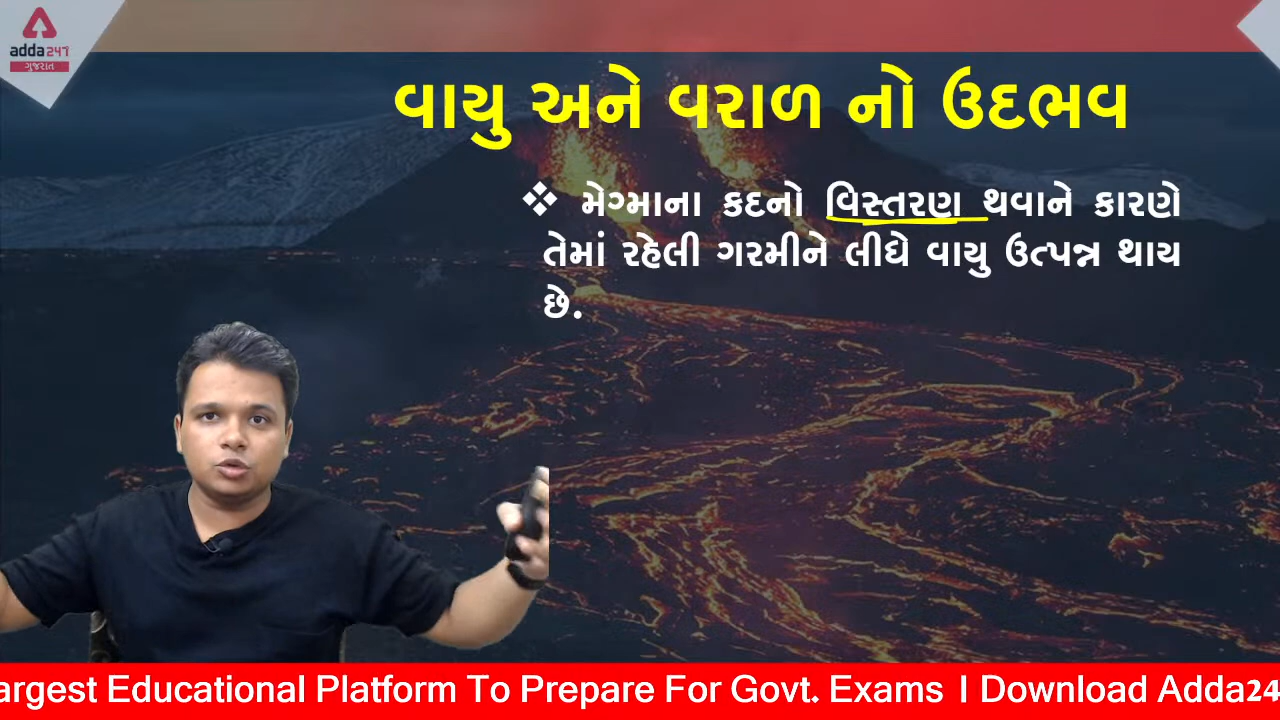 adda247
ગુજરાત
વાયુ અને વરાળ નો ઉદભવ
❖ મેગ્માના કદનો વિસ્તરણ થવાને કારણે
તેમાં રહેલી ગરમીને લીધે વાયુ ઉત્પન્ન થાય
છે.
argest Educational Platform To Prepare For Govt. Exams I Download Adda24